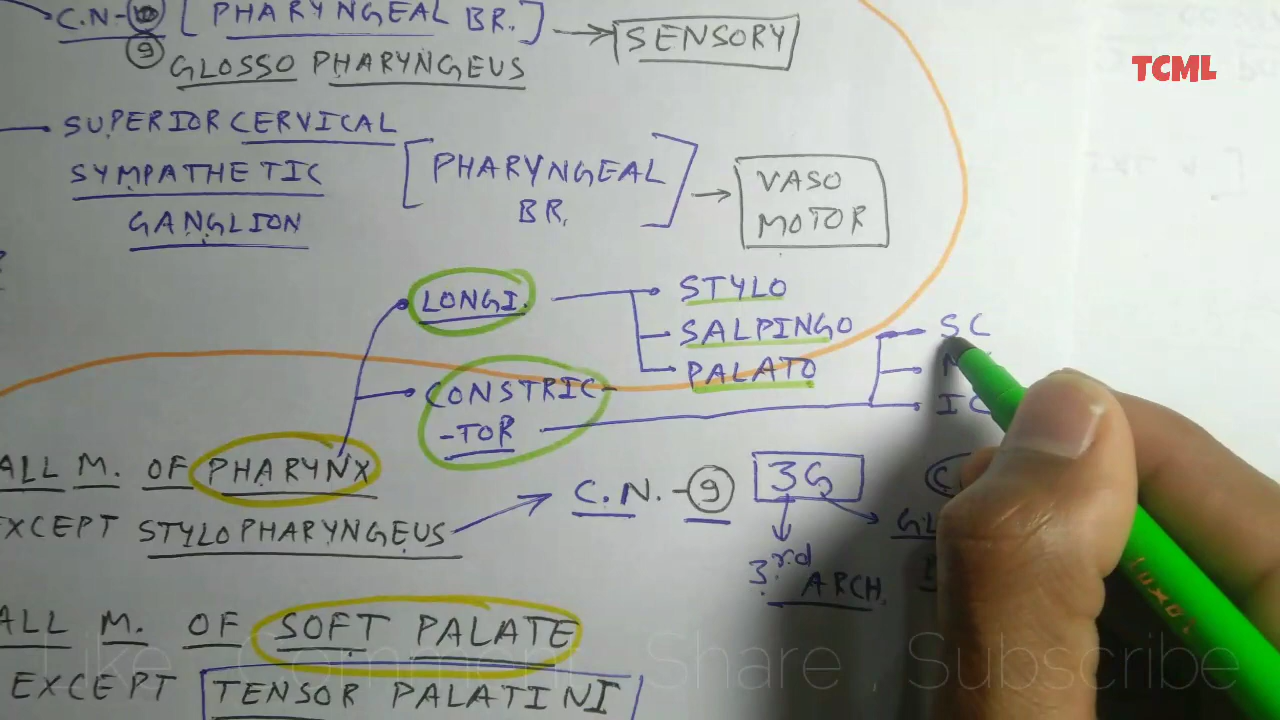 C.N- [PHARYNGEAL BR.] → SENSORY
9
GLOSSO PHARYNGEUS
TCML
SUPERIOR CERVICAL
SYMPATHETIC
GANGLION
[PHARYNGEAL
BR.]
→ VASO
MOTOR
LONGI.
STYLO
SALPINGO
PALATO
CONSTRIC-
-TOR
SC
IC
ALL M. OF PHARYNX
EXCEPT STYLOPHARYNGEUS
C.N.-9 3G
3rd
ARCH
ALL M. OF SOFT PALATE
Like Comment Share , Subscribe
EXCEPT TENSOR PALATINI